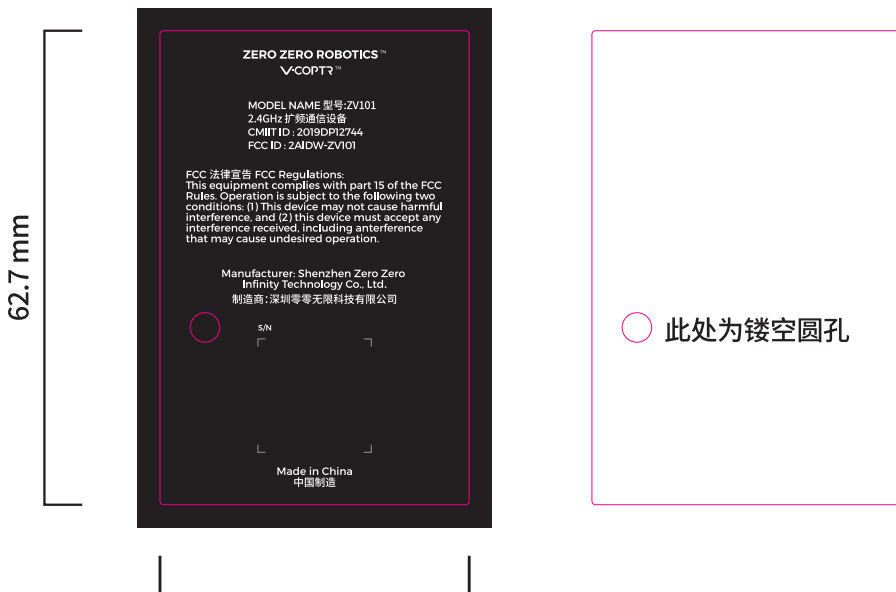 ZERO ZERO ROBOTICS™
V-COPTR™
MODEL NAME 型号:ZV101
2.4GHz 扩频通信设备
CMIIT ID : 2019DP12744
FCC ID : 2AIDW-ZV101
FCC 法律宣告 FCC Regulations:
This equipment complies with part 15 of the FCC
Rules. Operation is subject to the following two
conditions: (1) This device may not cause harmful
interference, and (2) this device must accept any
interference received, including anterference
that may cause undesired operation.
Manufacturer: Shenzhen Zero Zero
Infinity Technology Co., Ltd.
制造商:深圳零零无限科技有限公司
S/N
Made in China
中国制造
62.7 mm
此处为镂空圆孔